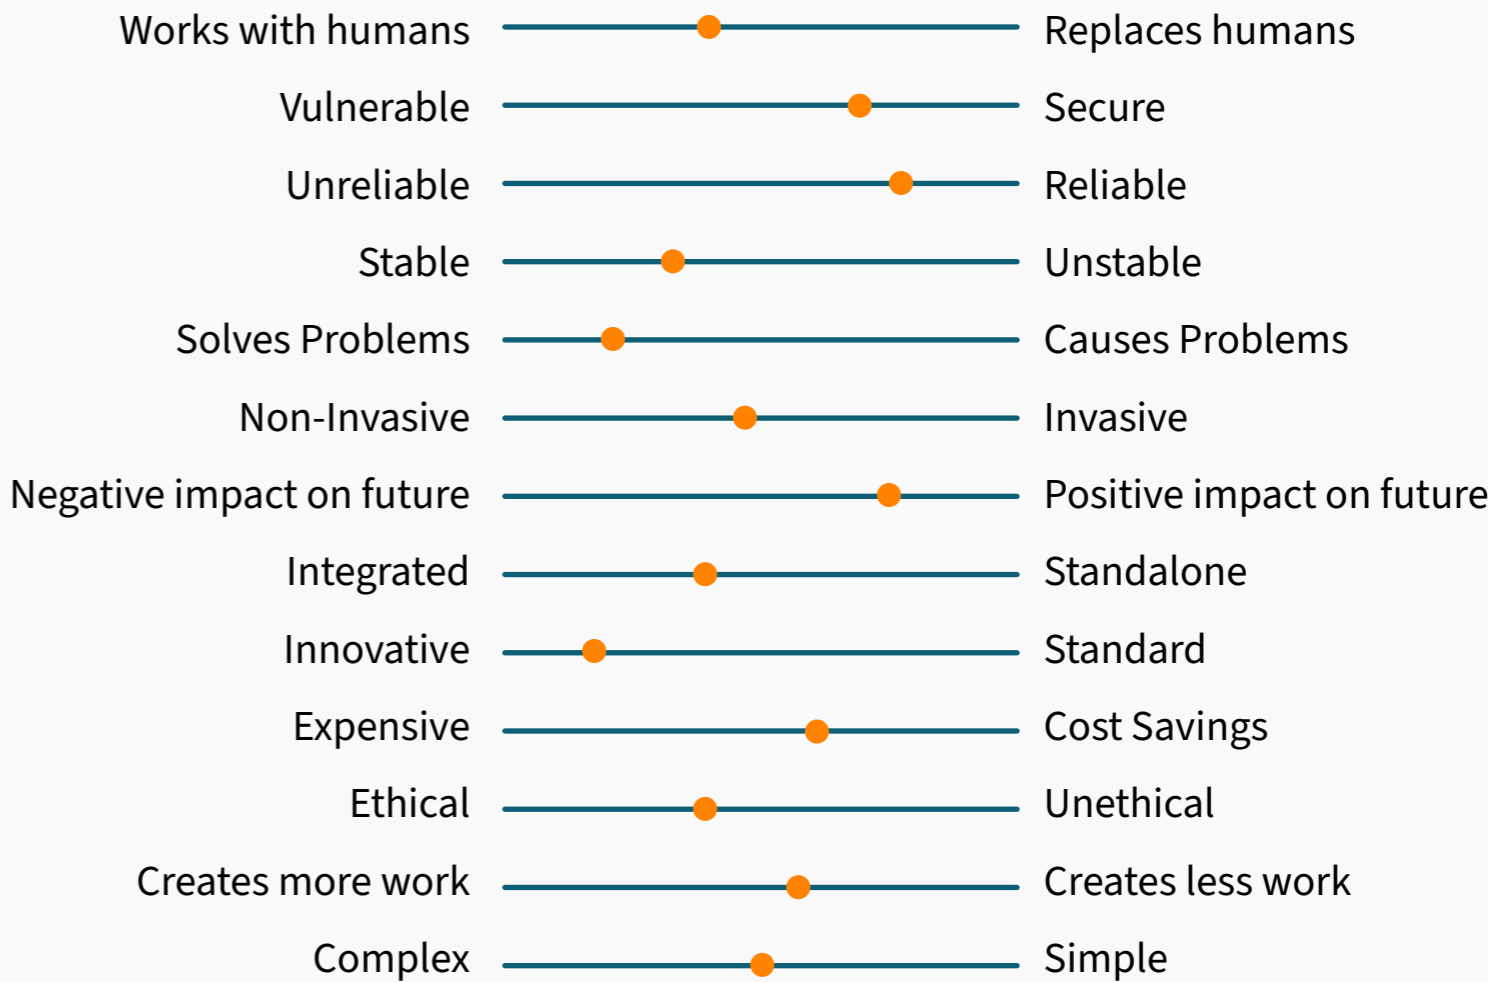 Works with humans Replaces humans
Vulnerable Secure
Unreliable Reliable
Stable Unstable
Solves Problems Causes Problems
Non-Invasive Invasive
Negative impact on future Positive impact on future
Integrated Standalone
Innovative Standard
Expensive Cost Savings
Ethical Unethical
Creates more work Creates less work
Complex Simple